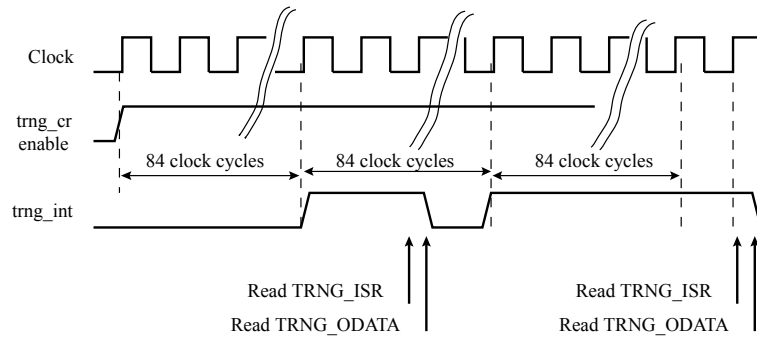 Clock
trng_cr
enable
84 clock cycles
84 clock cycles
84 clock cycles
trng_int
Read TRNG_ISR
Read TRNG_ISR
Read TRNG_ODATA
Read TRNG_ODATA